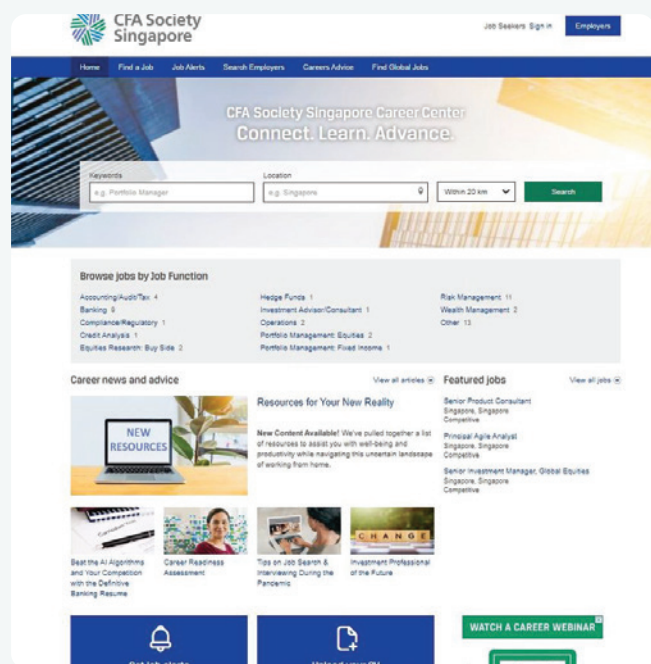 CFA Society
Singapore
Job Seekers Sign in
Employers
Home Find a Job Job Alerts Search Employers Careers Advice Find Global Jobs
CFA Society Singapore Career Center
Connect. Learn. Advance.
Keywords
e.g. Portfolio Manager
Location
e.g. Singapore
Within 20 km
Search
Browse jobs by Job Function
Accounting/Audit/Tax 4
Banking 9
Compliance/Regulatory 1
Credit Analysis 1
Equities Research: Buy Side 2
Hedge Funds 1
Investment Advisor/Consultant 1
Operations 2
Portfolio Management: Equities 2
Portfolio Management: Fixed Income 1
Risk Management 11
Wealth Management 2
Other 13
Career news and advice
View all articles
NEW
RESOURCES
Resources for Your New Reality
New Content Available! We've pulled together a list
of resources to assist you with well-being and
productivity while navigating this uncertain landscape
of working from home.
Featured jobs
View all jobs
Senior Product Consultant
Singapore, Singapore
Competitive
Principal Agile Analyst
Singapore, Singapore
Competitive
Senior Investment Manager, Global Equities
Singapore, Singapore
Competitive
CHANGE
Beat the AI Algorithms
and Your Competition
with the Definitive
Banking Resume
Career Readiness
Assessment
Tips on Job Search &
Interviewing During the
Pandemic
Investment Professional
of the Future
WATCH A CAREER WEBINAR
Get job alerts
Upload your CV